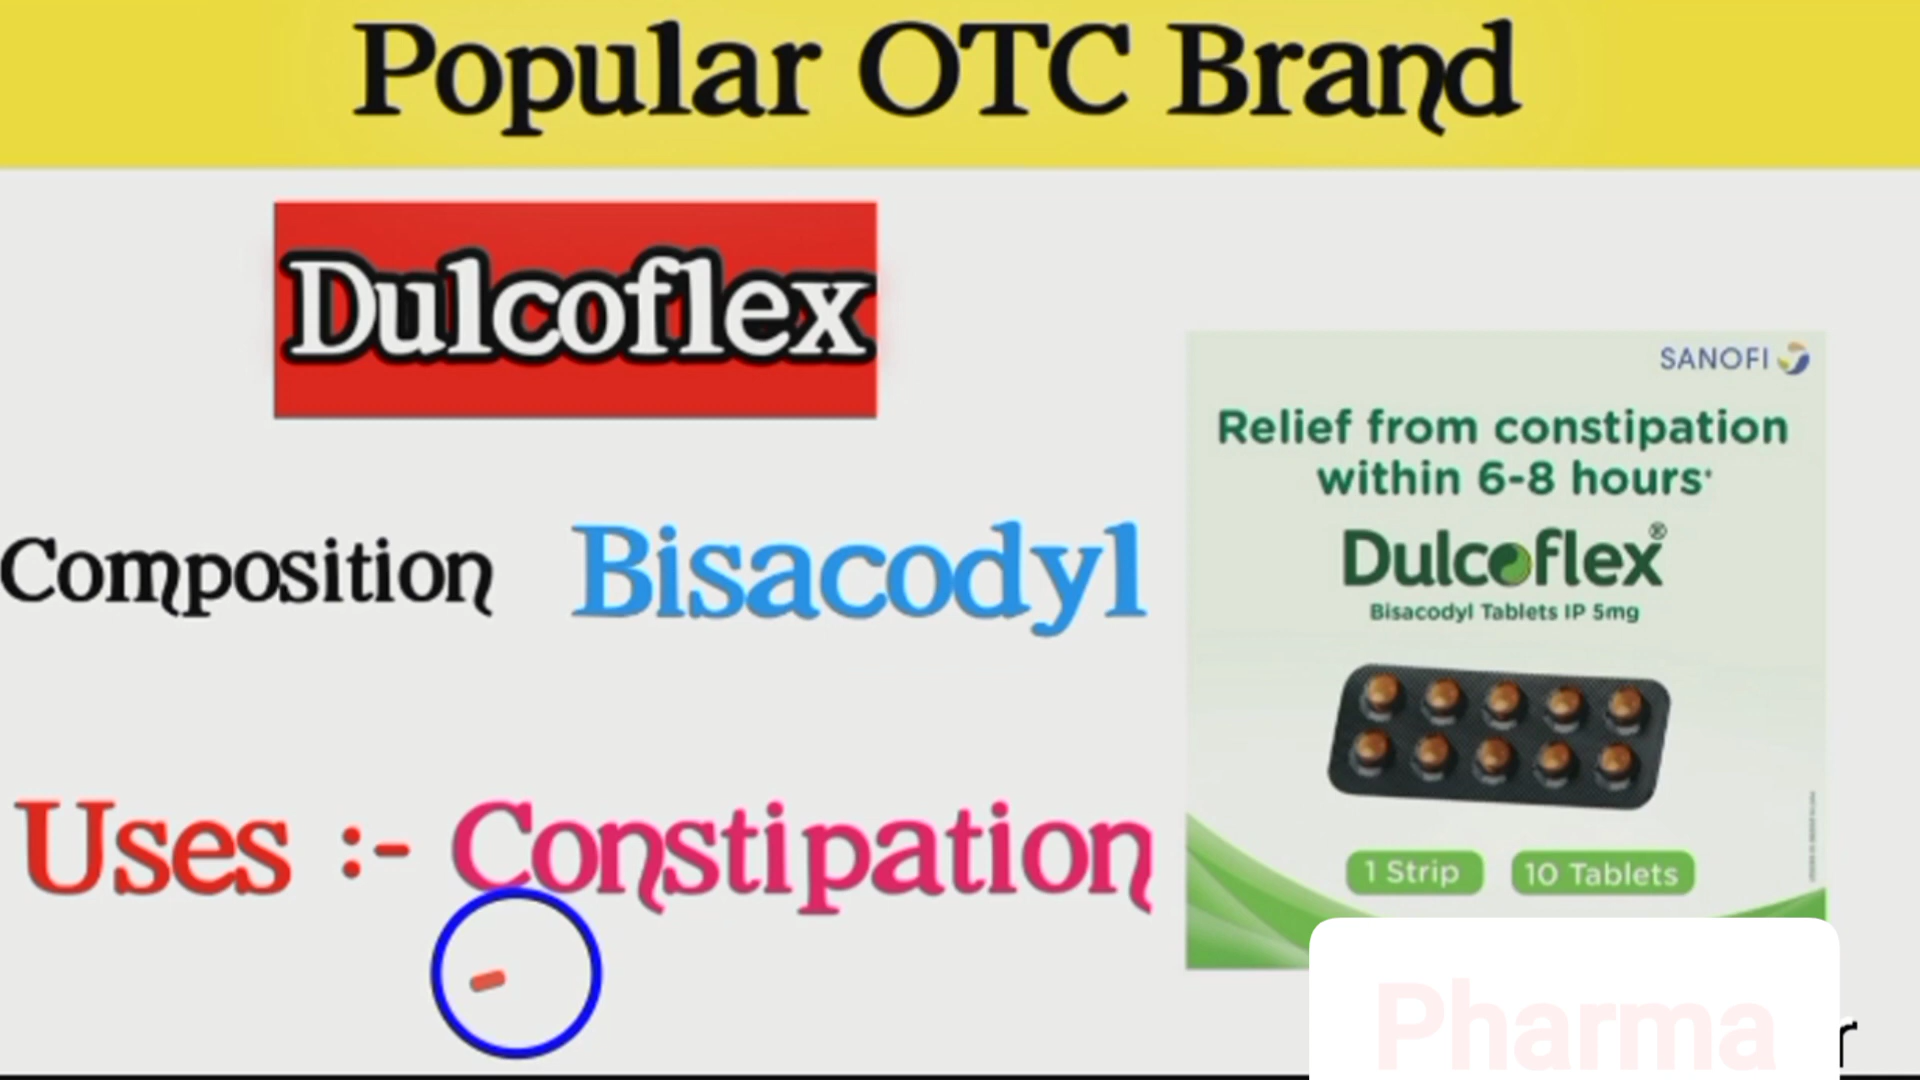 Popular OTC Brand
Dulcoflex
Composition Bisacodyl
Uses :- Constipation
SANOFI
Relief from constipation
within 6-8 hours*
Dulcoflex®
Bisacodyl Tablets IP 5mg
1 Strip 10 Tablets
Pharma